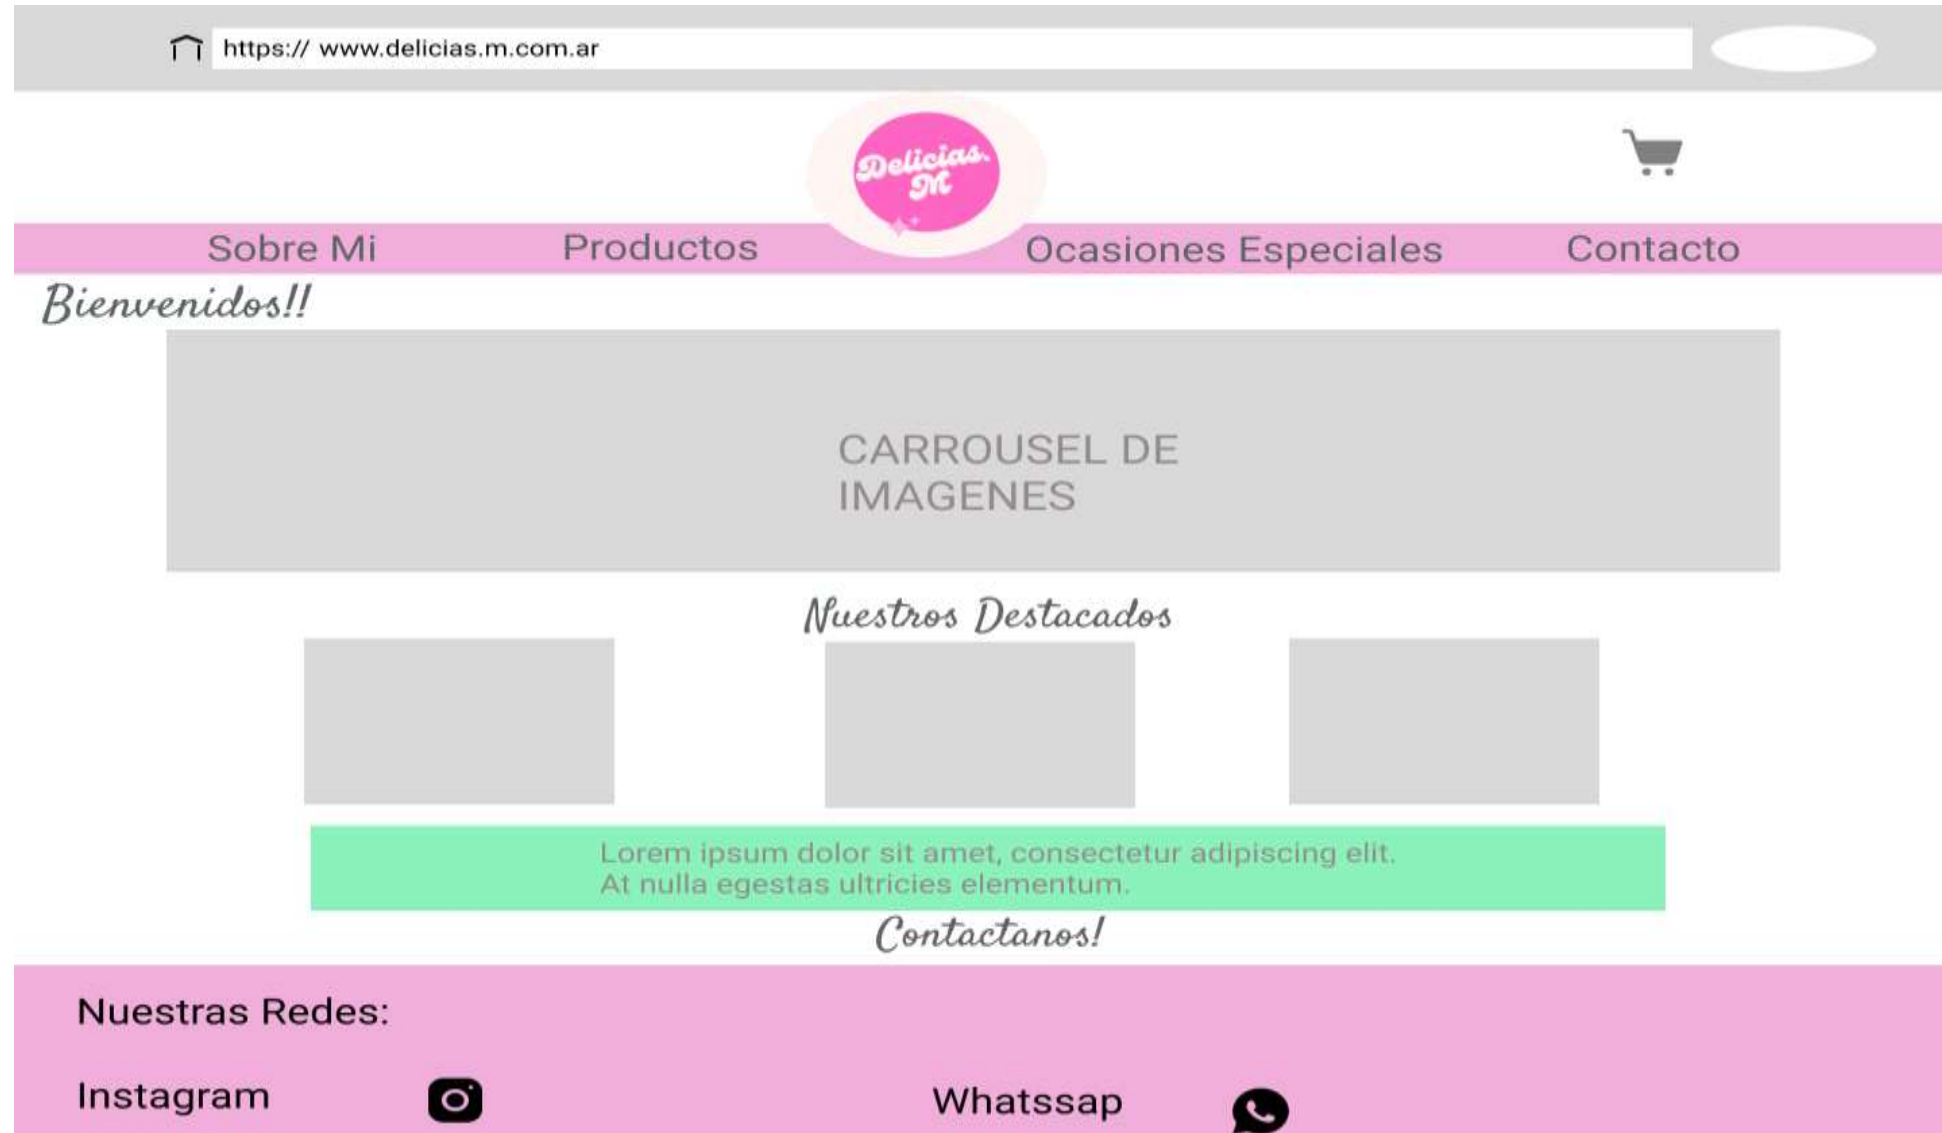 https:// www.delicias.m.com.ar
Delicias.
M
Sobre Mi
Productos
Ocasiones Especiales
Contacto
Bienvenidos!!
CARROUSEL DE
IMAGENES
Nuestros Destacados
Lorem ipsum dolor sit amet, consectetur adipiscing elit.
At nulla egestas ultricies elementum.
Contactanos!
Nuestras Redes:
Instagram
Whatssap